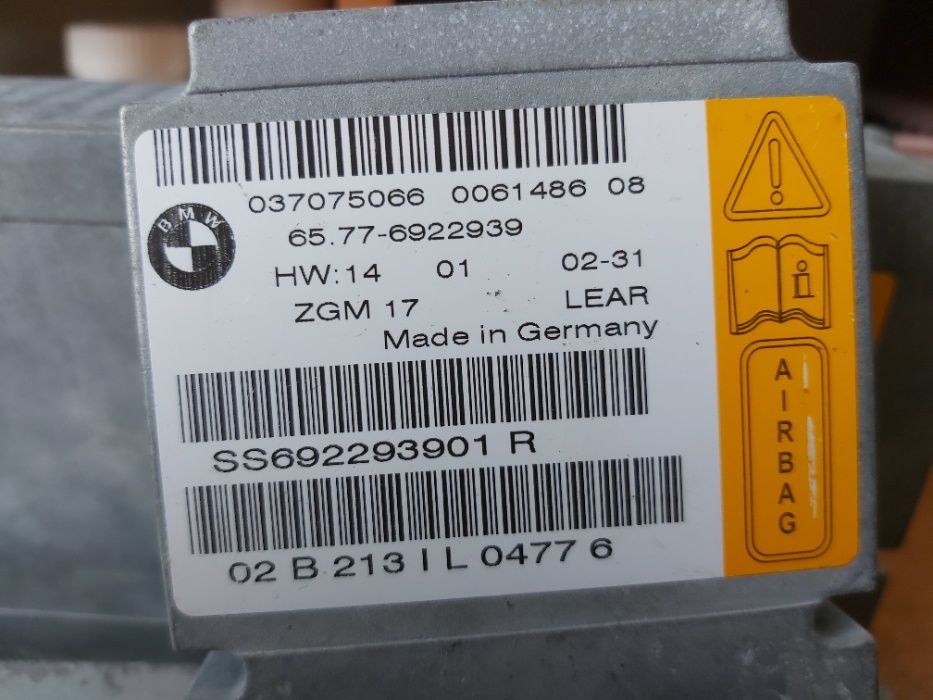 037075066 0061486 08
BMW
65.77-6922939
HW:14 01 02-31
ZGM 17 LEAR
Made in Germany
SS692293901 R
02 B 213 I L 0477 6
AIRBAG